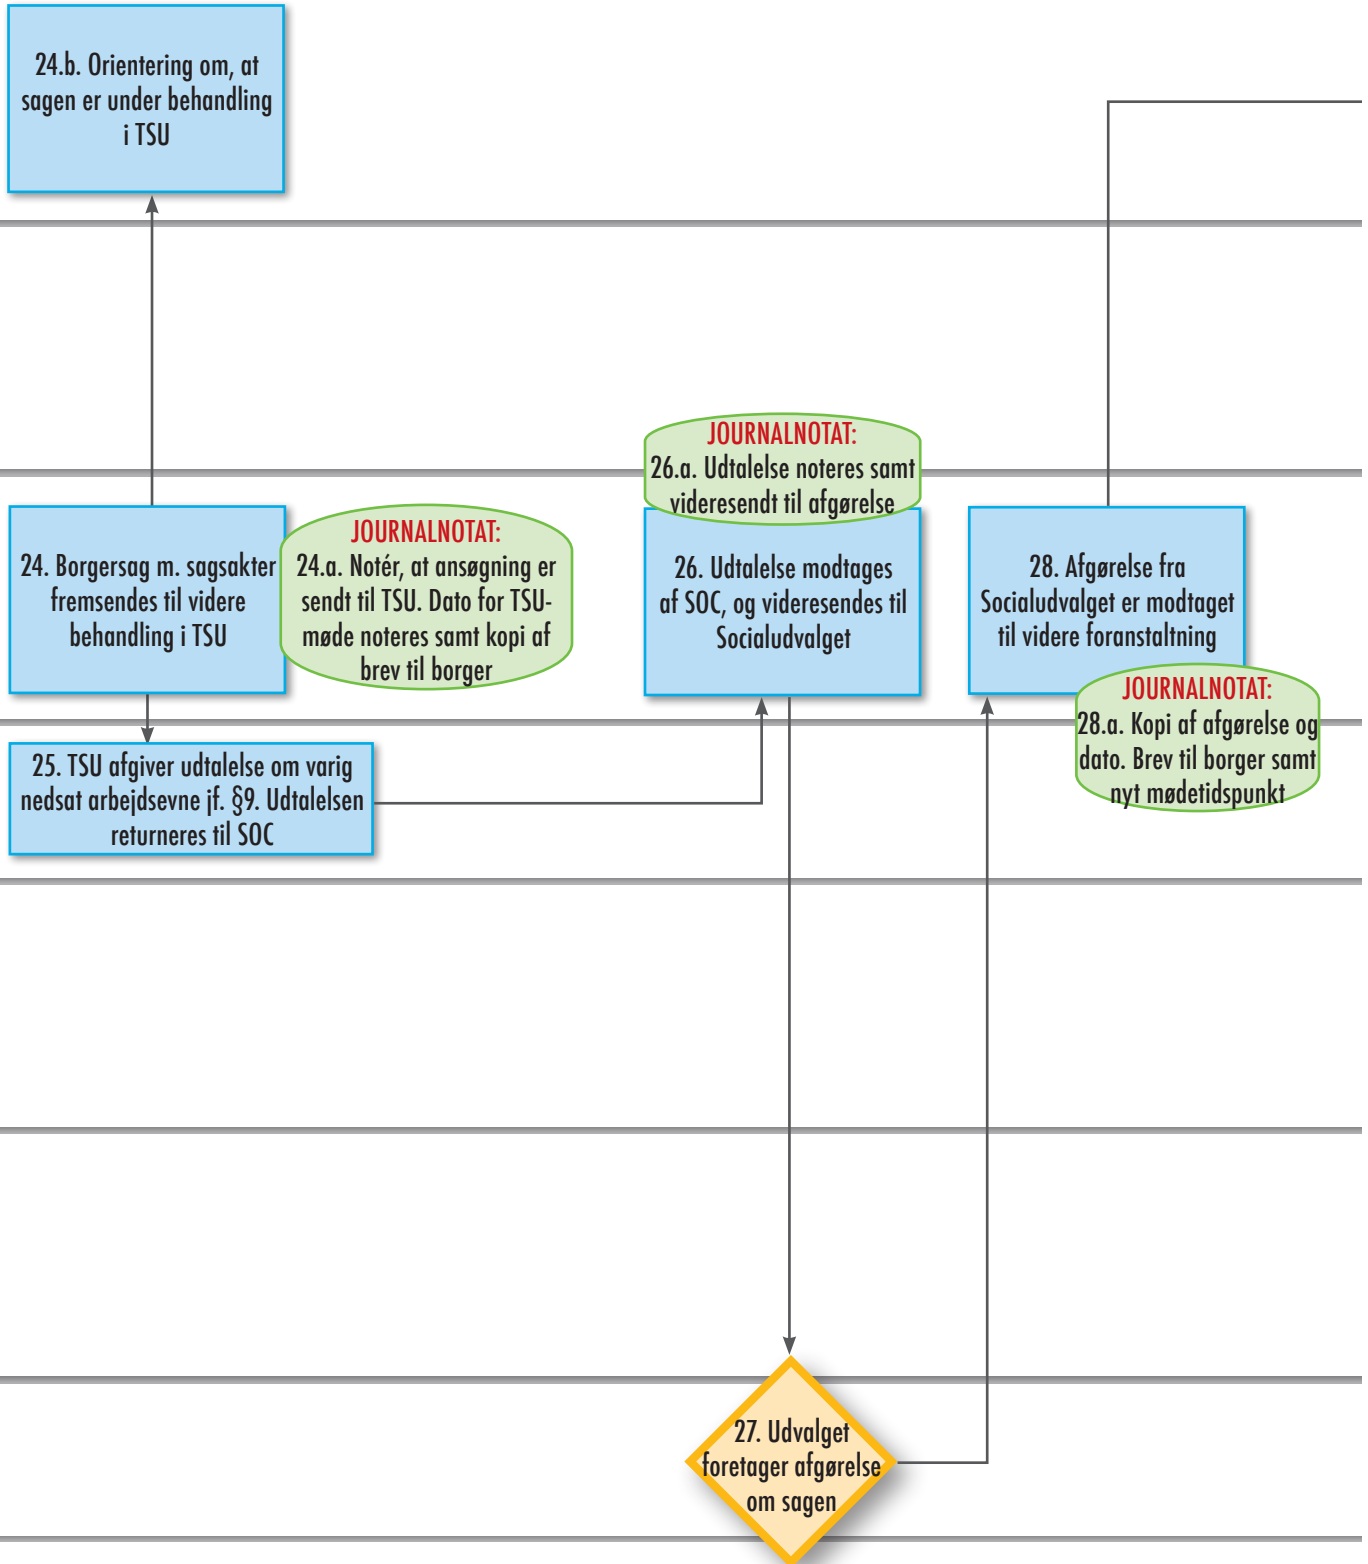 24.b. Orientering om, at
sagen er under behandling
i TSU
JOURNALNOTAT:
26.a. Udtalelse noteres samt
videresendt til afgørelse
24. Borgersag m. sagsakter
fremsendes til videre
behandling i TSU
JOURNALNOTAT:
24.a. Notér, at ansøgning er
sendt til TSU. Dato for TSU-
møde noteres samt kopi af
brev til borger
26. Udtalelse modtages
af SOC, og videresendes til
Socialudvalget
28. Afgørelse fra
Socialudvalget er modtaget
til videre foranstaltning
JOURNALNOTAT:
28.a. Kopi af afgørelse og
dato. Brev til borger samt
nyt mødetidspunkt
25. TSU afgiver udtalelse om varig
nedsat arbejdsevne jf. §9. Udtalelsen
returneres til SOC
27. Udvalget
foretager afgørelse
om sagen